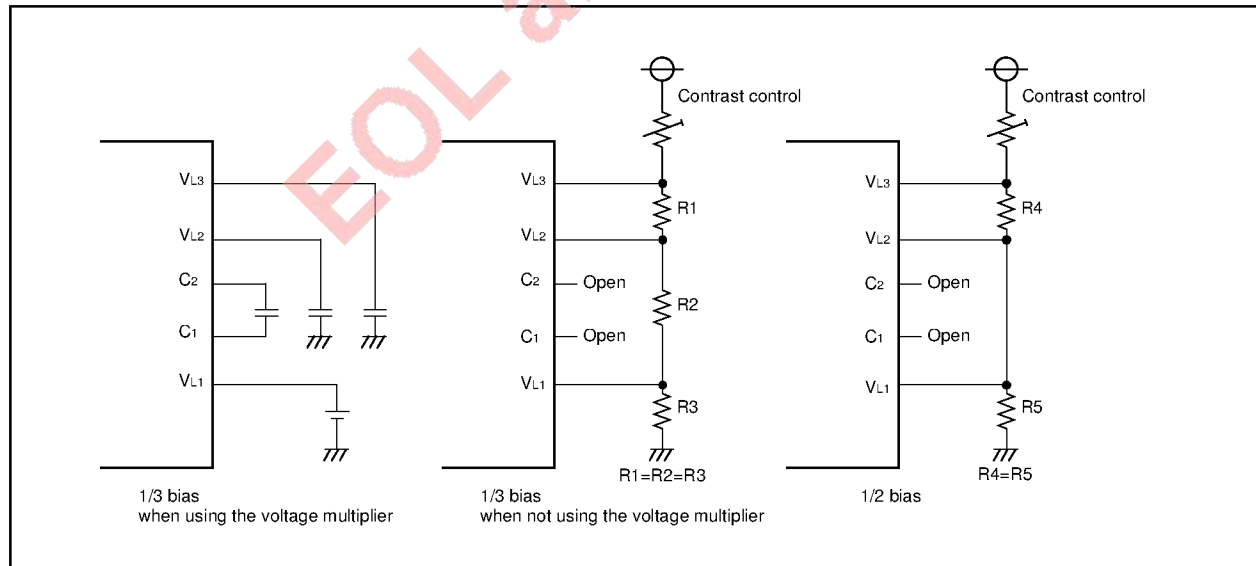 EOL a
VL3
VL2
C2
C1
VL1
1/3 bias
when using the voltage multiplier
Contrast control
VL3
R1
VL2
C2
Open
R2
C1
Open
VL1
R3
R1=R2=R3
1/3 bias
when not using the voltage multiplier
Contrast control
VL3
R4
VL2
C2
Open
C1
Open
VL1
R5
R4=R5
1/2 bias